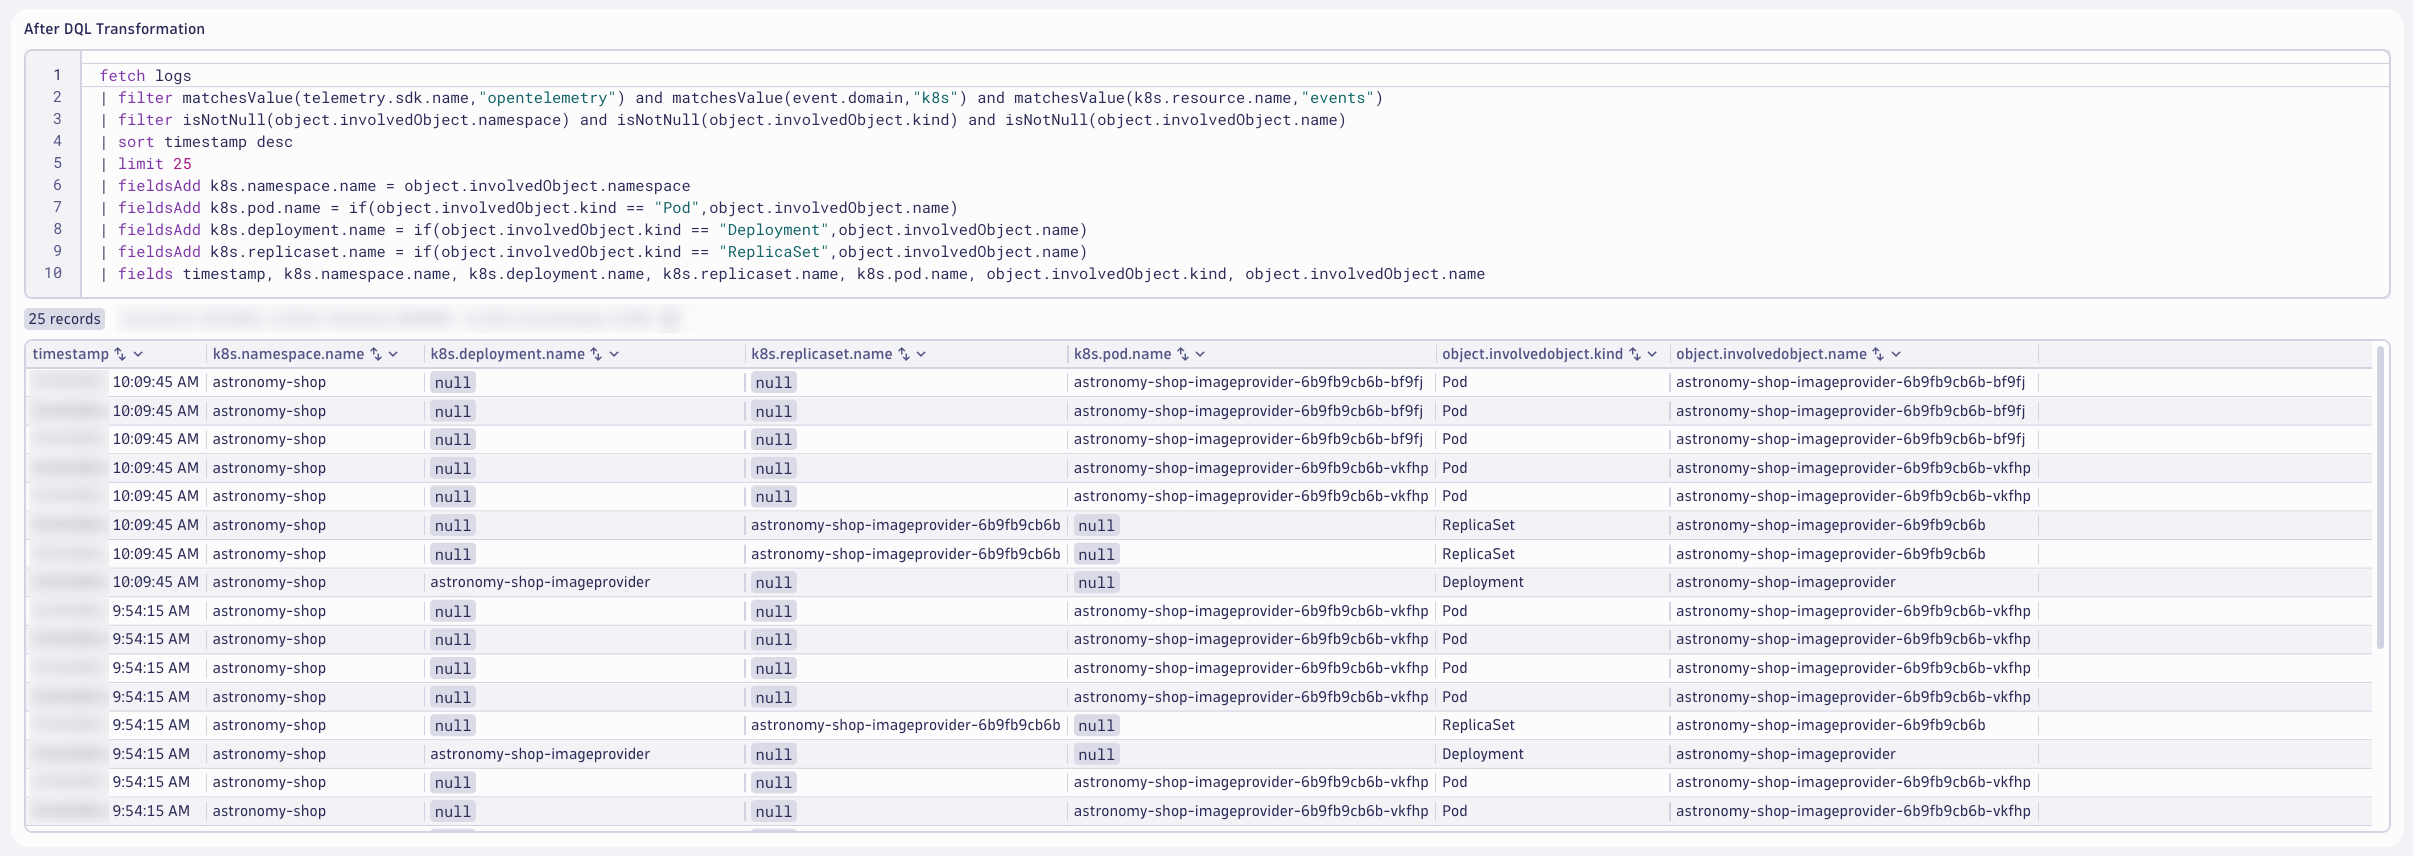 After DQL Transformation
1 fetch logs
2 | filter matchesValue(telemetry.sdk.name,"opentelemetry") and matchesValue(event.domain,"k8s") and matchesValue(k8s.resource.name,"events")
3 | filter isNotNull(object.involvedObject.namespace) and isNotNull(object.involvedObject.kind) and isNotNull(object.involvedObject.name)
4 | sort timestamp desc
5 | limit 25
6 | fieldsAdd k8s.namespace.name = object.involvedObject.namespace
7 | fieldsAdd k8s.pod.name = if(object.involvedObject.kind == "Pod",object.involvedObject.name)
8 | fieldsAdd k8s.deployment.name = if(object.involvedObject.kind == "Deployment",object.involvedObject.name)
9 | fieldsAdd k8s.replicaset.name = if(object.involvedObject.kind == "ReplicaSet",object.involvedObject.name)
10 | fields timestamp, k8s.namespace.name, k8s.deployment.name, k8s.replicaset.name, k8s.pod.name, object.involvedObject.kind, object.involvedObject.name
25 records
timestamp k8s.namespace.name k8s.deployment.name k8s.replicaset.name k8s.pod.name object.involvedobject.kind object.involvedobject.name
10:09:45 AM astronomy-shop null null astronomy-shop-imageprovider-6b9fb9cb6b-bf9fj Pod astronomy-shop-imageprovider-6b9fb9cb6b-bf9fj
10:09:45 AM astronomy-shop null null astronomy-shop-imageprovider-6b9fb9cb6b-bf9fj Pod astronomy-shop-imageprovider-6b9fb9cb6b-bf9fj
10:09:45 AM astronomy-shop null null astronomy-shop-imageprovider-6b9fb9cb6b-bf9fj Pod astronomy-shop-imageprovider-6b9fb9cb6b-bf9fj
10:09:45 AM astronomy-shop null null astronomy-shop-imageprovider-6b9fb9cb6b-vkfhp Pod astronomy-shop-imageprovider-6b9fb9cb6b-vkfhp
10:09:45 AM astronomy-shop null null astronomy-shop-imageprovider-6b9fb9cb6b-vkfhp Pod astronomy-shop-imageprovider-6b9fb9cb6b-vkfhp
10:09:45 AM astronomy-shop null astronomy-shop-imageprovider-6b9fb9cb6b null ReplicaSet astronomy-shop-imageprovider-6b9fb9cb6b
10:09:45 AM astronomy-shop null astronomy-shop-imageprovider-6b9fb9cb6b null ReplicaSet astronomy-shop-imageprovider-6b9fb9cb6b
10:09:45 AM astronomy-shop astronomy-shop-imageprovider null null Deployment astronomy-shop-imageprovider
9:54:15 AM astronomy-shop null null astronomy-shop-imageprovider-6b9fb9cb6b-vkfhp Pod astronomy-shop-imageprovider-6b9fb9cb6b-vkfhp
9:54:15 AM astronomy-shop null null astronomy-shop-imageprovider-6b9fb9cb6b-vkfhp Pod astronomy-shop-imageprovider-6b9fb9cb6b-vkfhp
9:54:15 AM astronomy-shop null null astronomy-shop-imageprovider-6b9fb9cb6b-vkfhp Pod astronomy-shop-imageprovider-6b9fb9cb6b-vkfhp
9:54:15 AM astronomy-shop null null astronomy-shop-imageprovider-6b9fb9cb6b-vkfhp Pod astronomy-shop-imageprovider-6b9fb9cb6b-vkfhp
9:54:15 AM astronomy-shop null astronomy-shop-imageprovider-6b9fb9cb6b null ReplicaSet astronomy-shop-imageprovider-6b9fb9cb6b
9:54:15 AM astronomy-shop astronomy-shop-imageprovider null null Deployment astronomy-shop-imageprovider
9:54:15 AM astronomy-shop null null astronomy-shop-imageprovider-6b9fb9cb6b-vkfhp Pod astronomy-shop-imageprovider-6b9fb9cb6b-vkfhp
9:54:15 AM astronomy-shop null null astronomy-shop-imageprovider-6b9fb9cb6b-vkfhp Pod astronomy-shop-imageprovider-6b9fb9cb6b-vkfhp